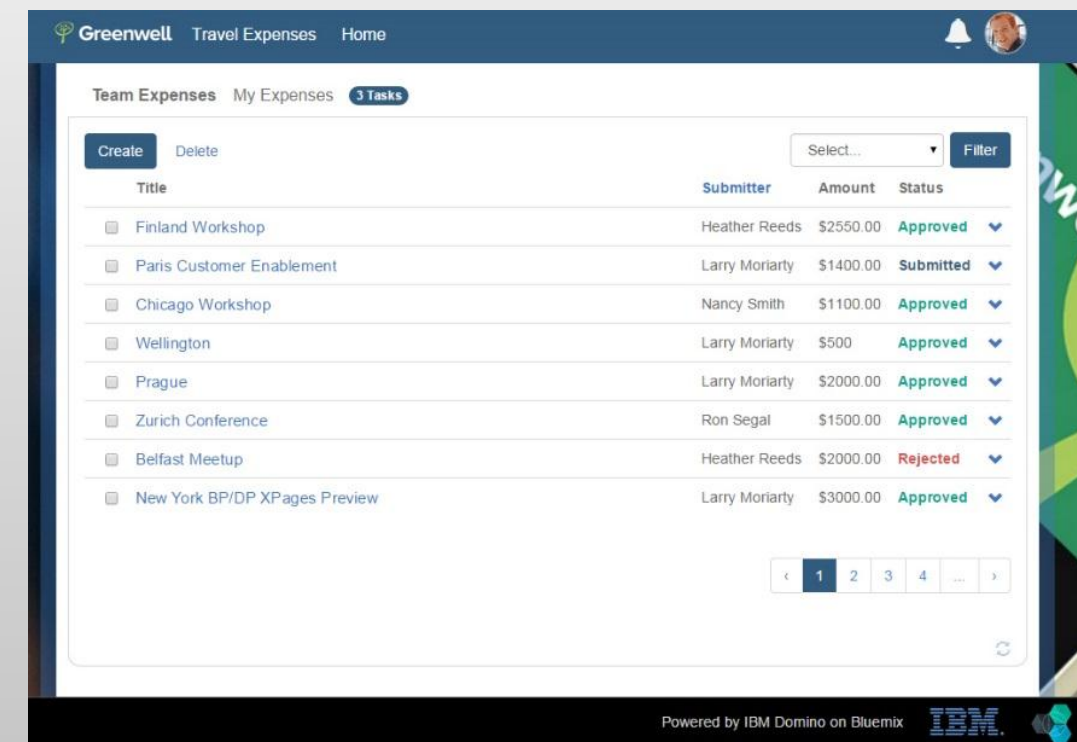 Greenwell Travel Expenses Home
Team Expenses My Expenses 3 Tasks
Create Delete Select... Filter
Title Submitter Amount Status
Finland Workshop Heather Reeds $2550.00 Approved
Paris Customer Enablement Larry Moriarty $1400.00 Submitted
Chicago Workshop Nancy Smith $1100.00 Approved
Wellington Larry Moriarty $500 Approved
Prague Larry Moriarty $2000.00 Approved
Zurich Conference Ron Segal $1500.00 Approved
Belfast Meetup Heather Reeds $2000.00 Rejected
New York BP/DP XPages Preview Larry Moriarty $3000.00 Approved
‹ 1 2 3 4 ... ›
Powered by IBM Domino on Bluemix IBM.